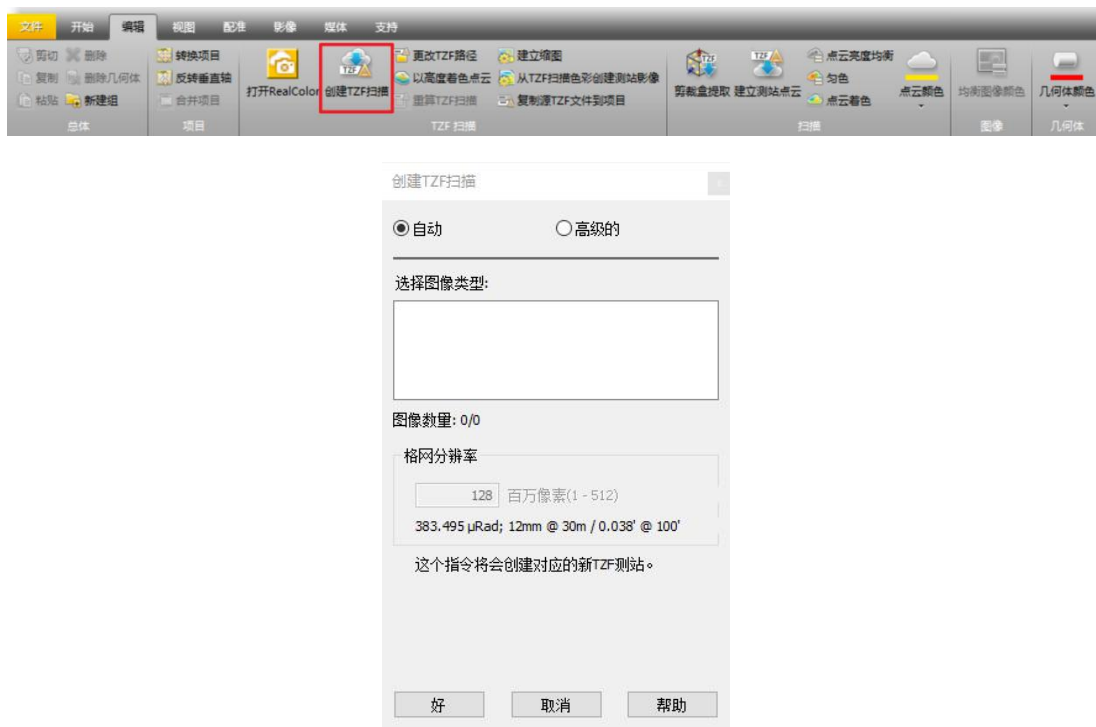 文件 开始 编辑 视图 配准 影像 媒体 支持
剪切 删除 转换项目 更改TZF路径 建立缩图 点云亮度均衡
复制 删除几何体 反转垂直轴 打开RealColor 创建TZF扫描 以高度着色点云 从TZF扫描色彩创建测站影像 剪裁盒提取 建立测站点云 匀色 点云颜色 均衡图像颜色 几何体颜色
粘贴 新建组 合并项目 重算TZF扫描 复制源TZF文件到项目 点云着色
总体 项目 TZF 扫描 扫描 图像 几何体
创建TZF扫描
自动 高级的
选择图像类型:
图像数量: 0/0
格网分辨率
128 百万像素(1 - 512)
383.495 µRad; 12mm @ 30m / 0.038' @ 100'
这个指令将会创建对应的新TZF测站。
好 取消 帮助